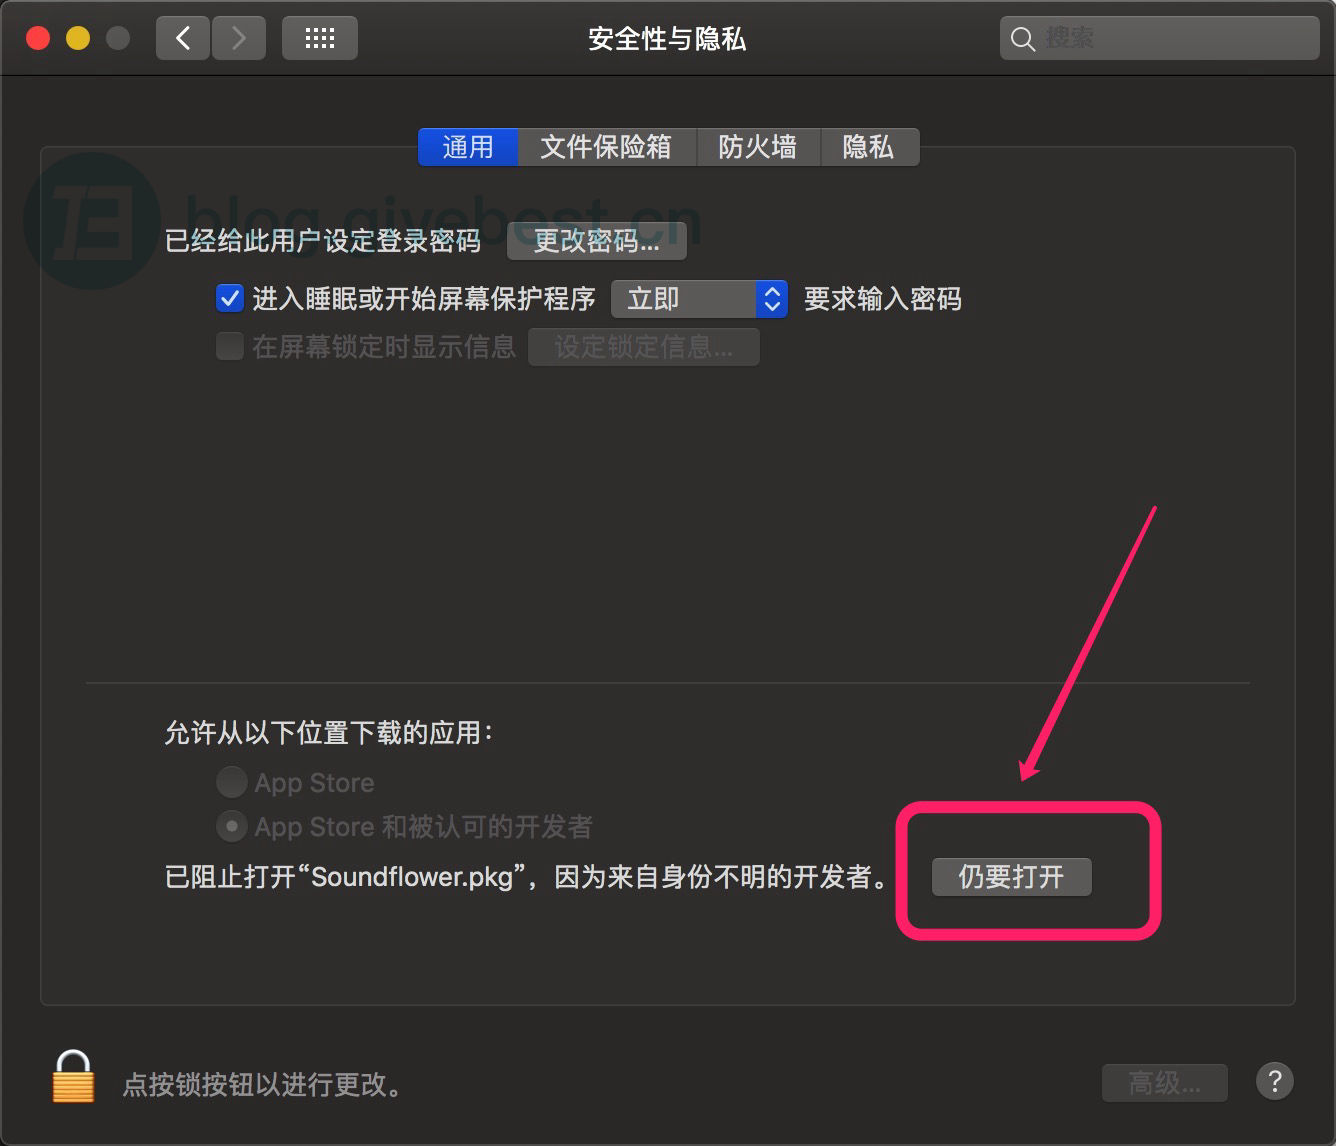 安全性与隐私
搜索
通用 文件保险箱 防火墙 隐私
blog.givebest.cn
已经给此用户设定登录密码 更改密码...
进入睡眠或开始屏幕保护程序 立即 要求输入密码
在屏幕锁定时显示信息 设定锁定信息...
允许从以下位置下载的应用：
App Store
App Store 和被认可的开发者
已阻止打开“Soundflower.pkg”，因为来自身份不明的开发者。 仍要打开
点按锁按钮以进行更改。
高级... ?